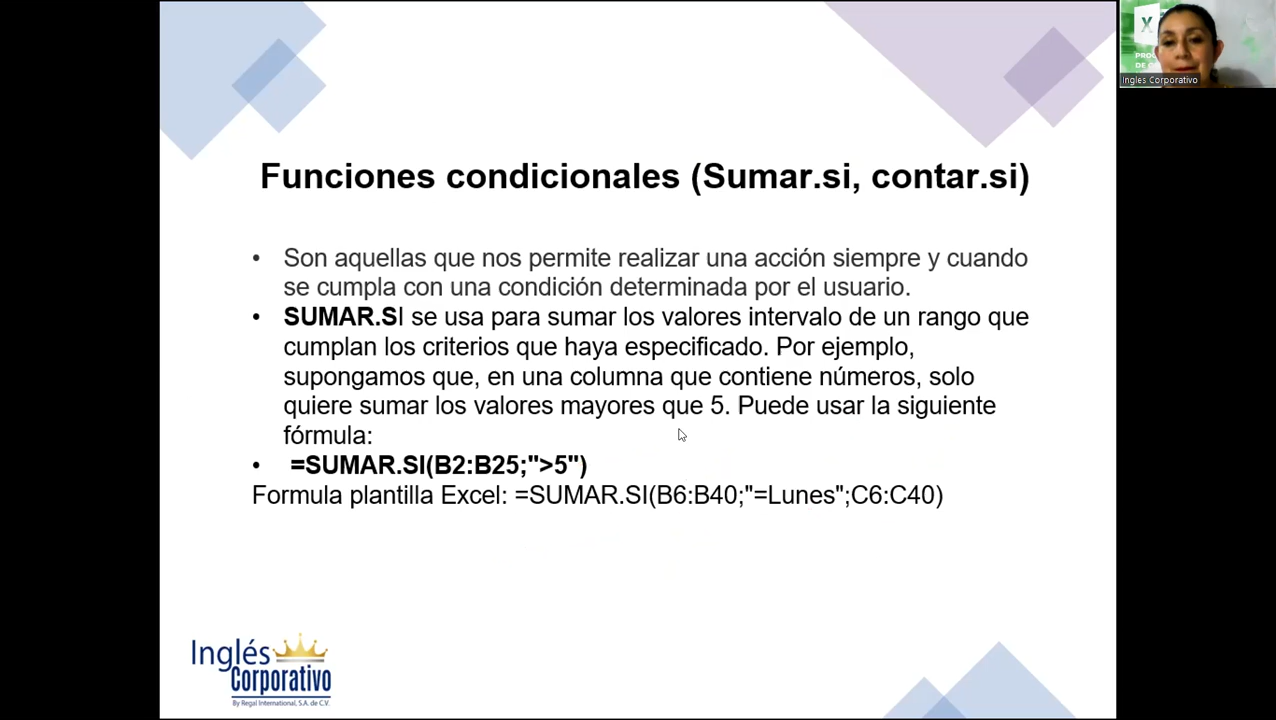 Funciones condicionales (Sumar.si, contar.si)
• Son aquellas que nos permite realizar una acción siempre y cuando
se cumpla con una condición determinada por el usuario.
• SUMAR.SI se usa para sumar los valores intervalo de un rango que
cumplan los criterios que haya especificado. Por ejemplo,
supongamos que, en una columna que contiene números, solo
quiere sumar los valores mayores que 5. Puede usar la siguiente
fórmula:
• =SUMAR.SI(B2:B25;">5")
Formula plantilla Excel: =SUMAR.SI(B6:B40;"=Lunes";C6:C40)
Inglés
Corporativo
By Regal International, S.A. de C.V.
X
Ingles Corporativo